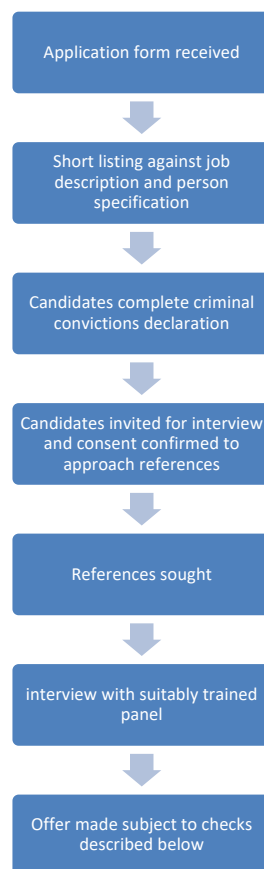 Application form received
Short listing against job
description and person
specification
Candidates complete criminal
convictions declaration
Candidates invited for interview
and consent confirmed to
approach references
References sought
interview with suitably trained
panel
Offer made subject to checks
described below